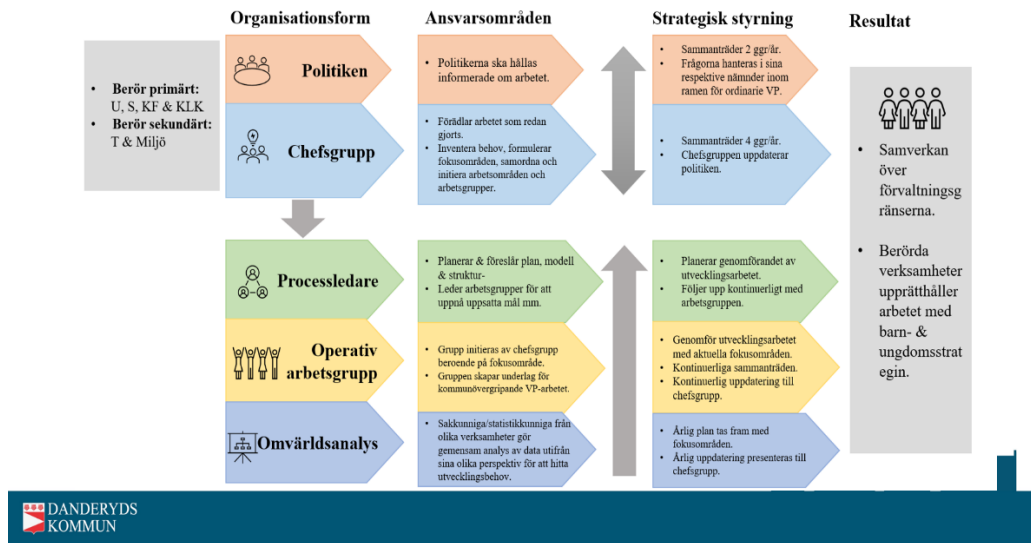 Organisationsform
Ansvarsområden
Strategisk styrning
Resultat
• Berör primärt:
U, S, KF & KLK
• Berör sekundärt:
T & Miljö
Politiken
• Politikerna ska hållas
informerade om arbetet.
• Sammanträder 2 ggr/år.
• Frågorna hanteras i sina
respektive nämnder inom
ramen för ordinarie VP.
Chefsgrupp
• Förädlar arbetet som redan
gjorts.
• Inventera behov, formulerar
fokusområden, samordna och
initiera arbetsområden och
arbetsgrupper.
• Sammanträder 4 ggr/år.
• Chefsgruppen uppdaterar
politiken.
Processledare
• Planerar & föreslår plan, modell
& struktur-
• Leder arbetsgrupper för att
uppnå uppsatta mål mm.
• Planerar genomförandet av
utvecklingsarbetet.
• Följer upp kontinuerligt med
arbetsgruppen.
Operativ
arbetsgrupp
• Grupp initieras av chefsgrupp
beroende på fokusområde.
• Gruppen skapar underlag för
kommunövergripande VP-arbetet.
• Genomför utvecklingsarbetet
med aktuella fokusområden.
• Kontinuerliga sammanträden.
• Kontinuerlig uppdatering till
chefsgrupp.
Omvärldsanalys
• Sakkunniga/statistikkunniga från
olika verksamheter gör
gemensam analys av data utifrån
sina olika perspektiv för att hitta
utvecklingsbehov.
• Årlig plan tas fram med
fokusområden.
• Årlig uppdatering presenteras till
chefsgrupp.
• Samverkan
över
förvaltningsg
ränserna.
• Berörda
verksamheter
upprätthåller
arbetet med
barn- &
ungdomsstrat
egin.
DANDERYDS
KOMMUN